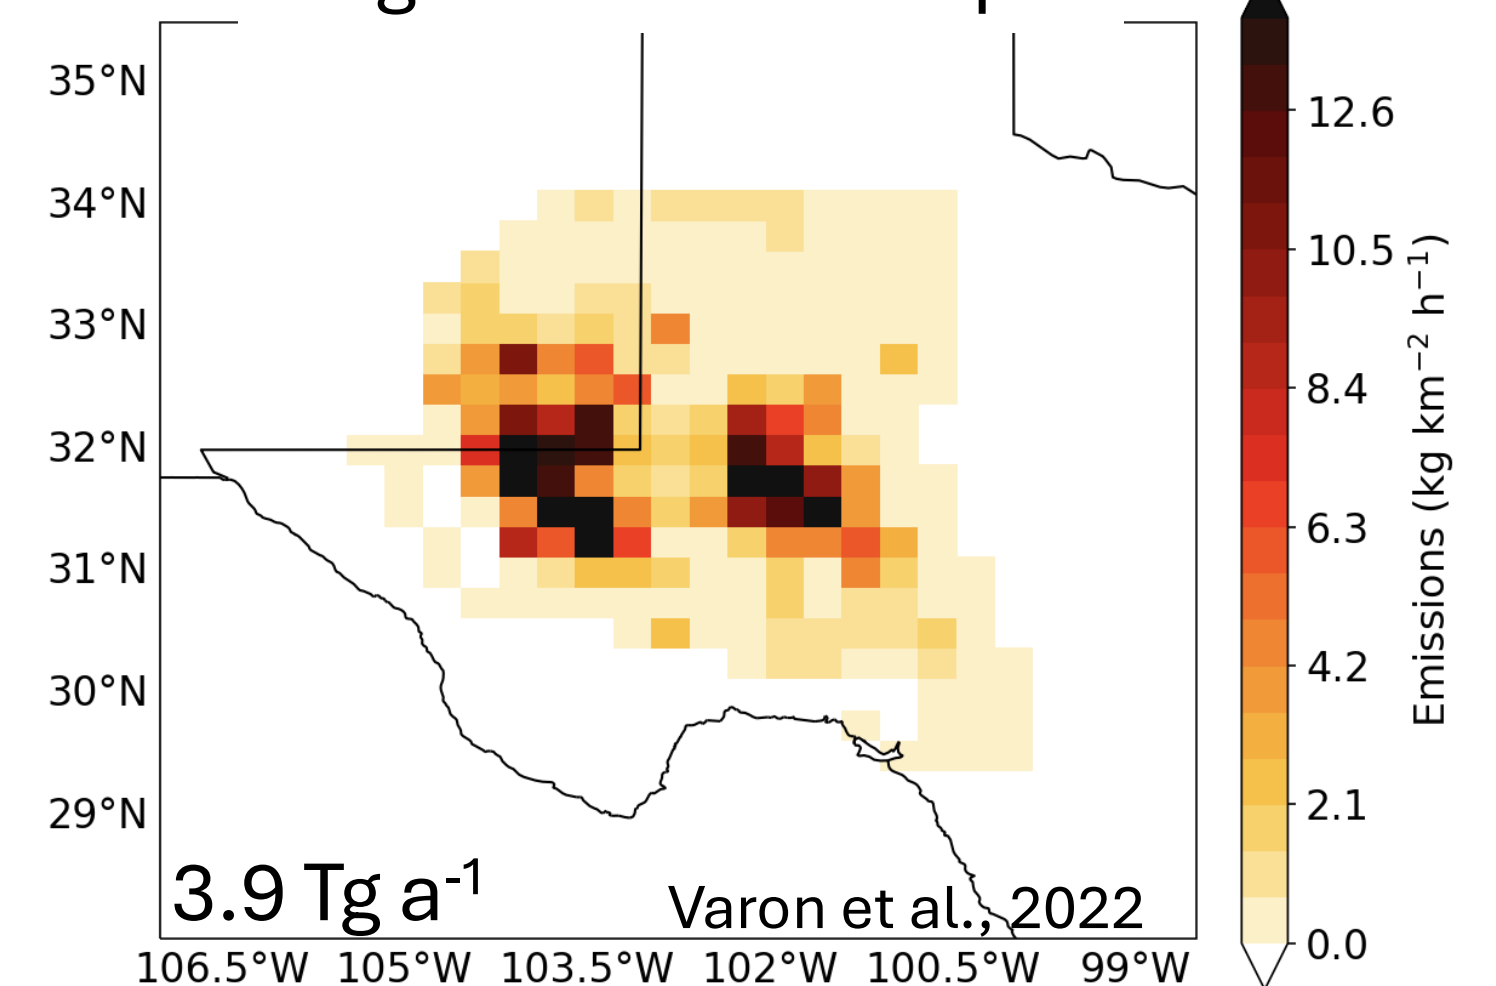 35°N
34°N
33°N
32°N
31°N
30°N
29°N
106.5°W 105°W 103.5°W 102°W 100.5°W 99°W
3.9 Tg a⁻¹
Varon et al., 2022
12.6
10.5
8.4
6.3
4.2
2.1
0.0
Emissions (kg km⁻² h⁻¹)